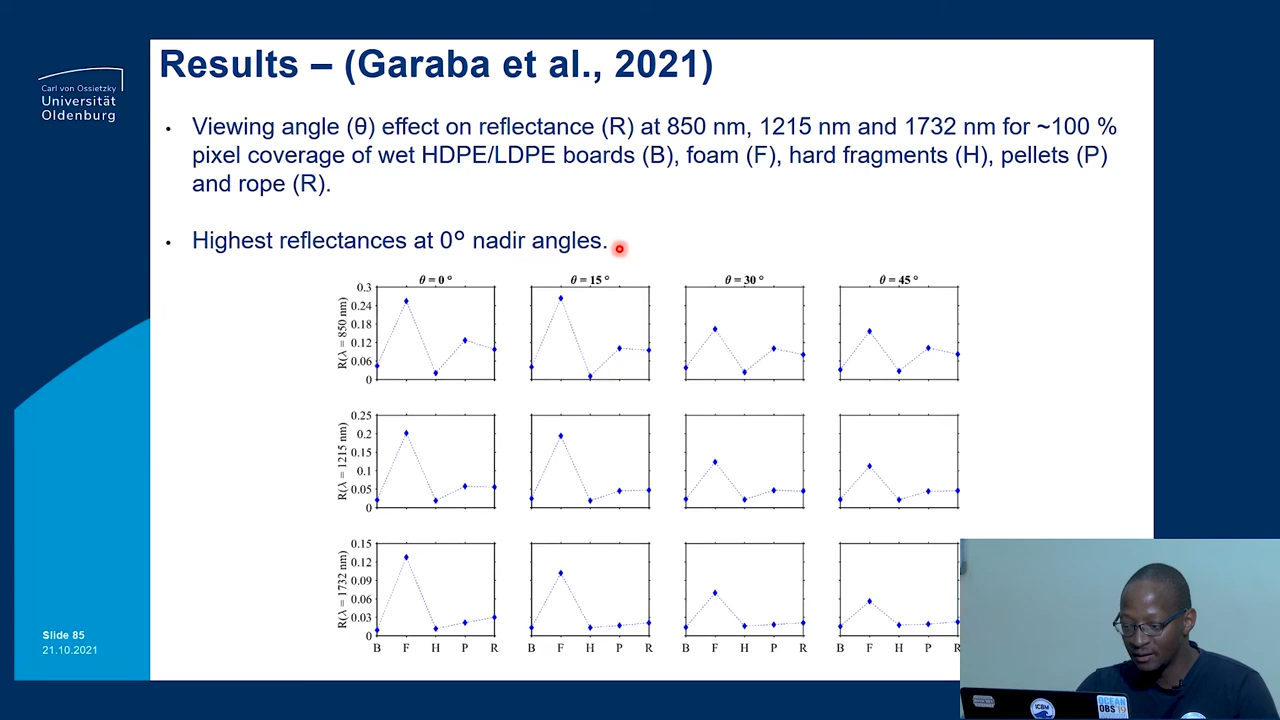 Results – (Garaba et al., 2021)
Carl von Ossietzky
Universität
Oldenburg
• Viewing angle (θ) effect on reflectance (R) at 850 nm, 1215 nm and 1732 nm for ~100 %
pixel coverage of wet HDPE/LDPE boards (B), foam (F), hard fragments (H), pellets (P)
and rope (R).
• Highest reflectances at 0° nadir angles.
θ = 0 ° θ = 15 ° θ = 30 ° θ = 45 °
R(λ = 850 nm)
0.3
0.24
0.18
0.12
0.06
0
R(λ = 1215 nm)
0.25
0.2
0.15
0.1
0.05
0
R(λ = 1732 nm)
0.15
0.12
0.09
0.06
0.03
0
B F H P R B F H P R B F H P R B F H P R
Slide 85
21.10.2021
ICBM
OCEAN
OBS'19